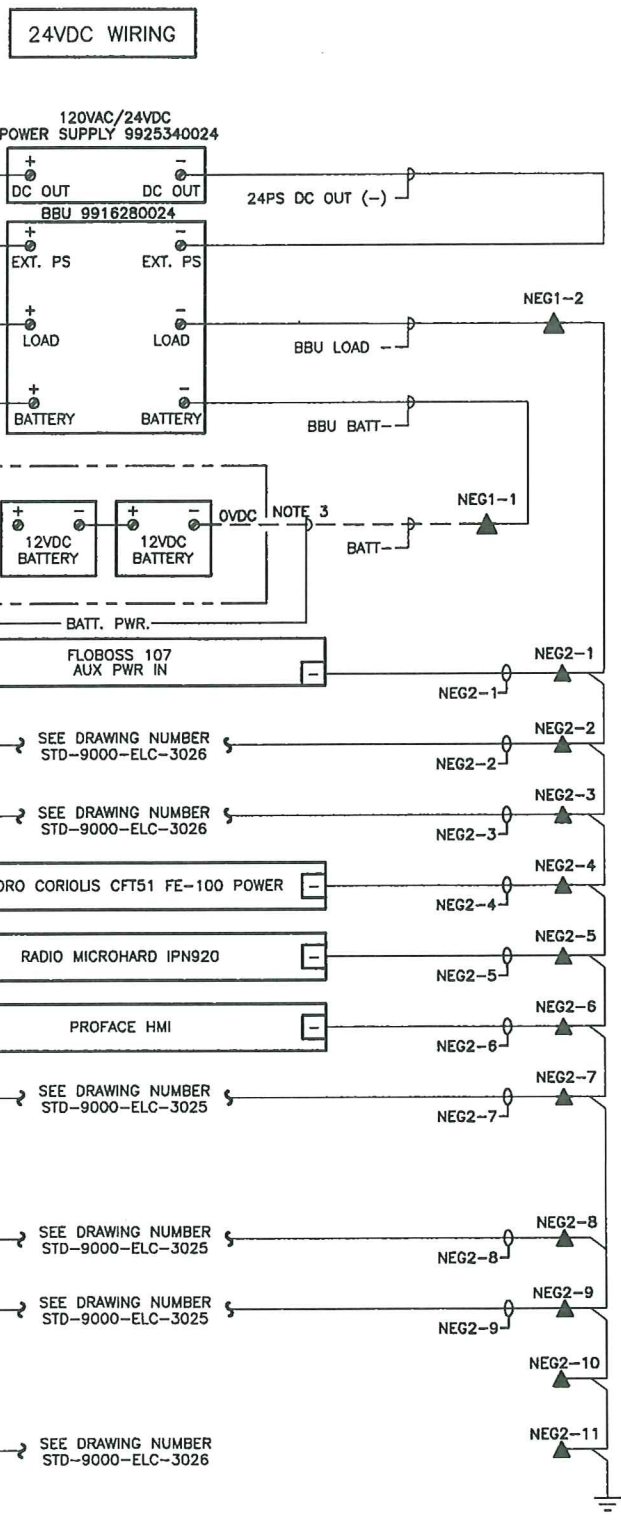 24VDC WIRING
120VAC/24VDC
POWER SUPPLY 9925340024
+ −
DC OUT DC OUT
24PS DC OUT (−)
BBU 9916280024
+ −
EXT. PS EXT. PS
NEG1−2
+ −
LOAD LOAD
BBU LOAD
+ −
BATTERY BATTERY
BBU BATT
NEG1−1
+ − + − 0VDC NOTE 3
12VDC 12VDC
BATTERY BATTERY
BATT
BATT. PWR.
FLOBOSS 107
AUX PWR IN
−
NEG2−1
NEG2−1
SEE DRAWING NUMBER
STD−9000−ELC−3026
NEG2−2
NEG2−2
SEE DRAWING NUMBER
STD−9000−ELC−3026
NEG2−3
NEG2−3
CORIOLIS CFT51 FE−100 POWER −
NEG2−4
NEG2−4
RADIO MICROHARD IPN920 −
NEG2−5
NEG2−5
PROFACE HMI −
NEG2−6
NEG2−6
SEE DRAWING NUMBER
STD−9000−ELC−3025
NEG2−7
NEG2−7
SEE DRAWING NUMBER
STD−9000−ELC−3025
NEG2−8
NEG2−8
SEE DRAWING NUMBER
STD−9000−ELC−3025
NEG2−9
NEG2−9
NEG2−10
SEE DRAWING NUMBER
STD−9000−ELC−3026
NEG2−11